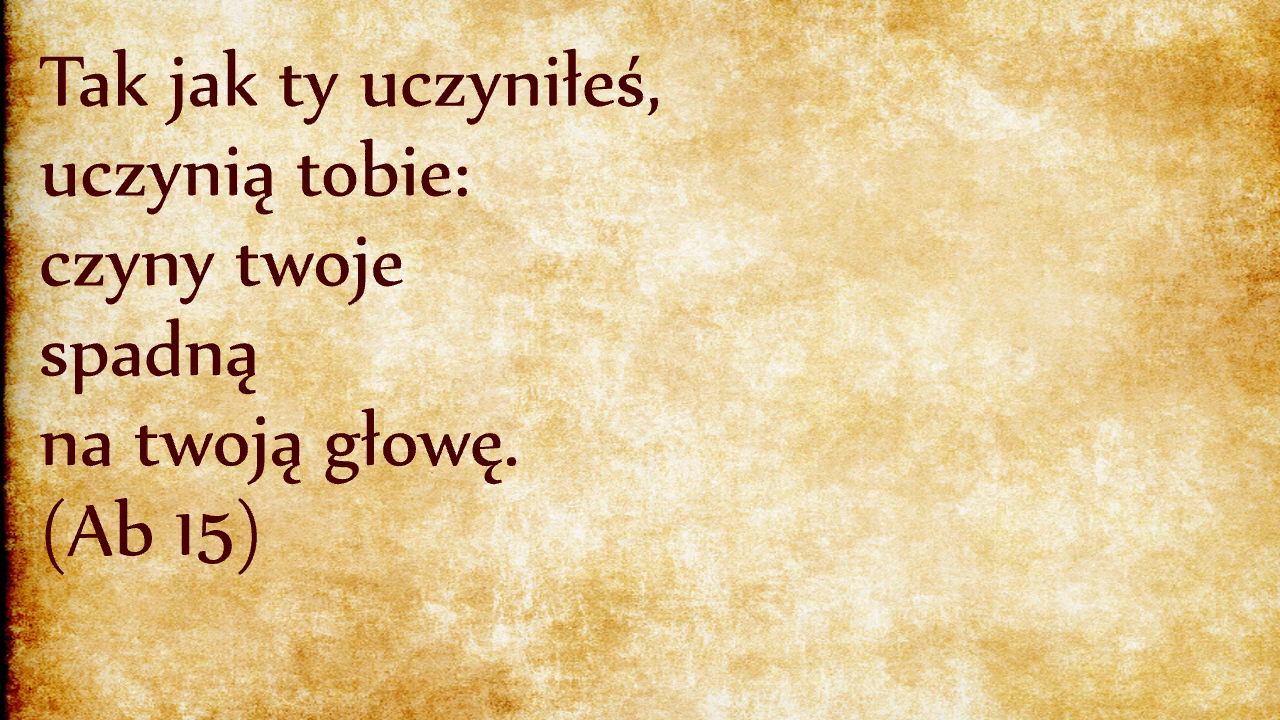 Tak jak ty uczyniłeś,
uczynią tobie:
czyny twoje
spadną
na twoją głowę.
(Ab 15)